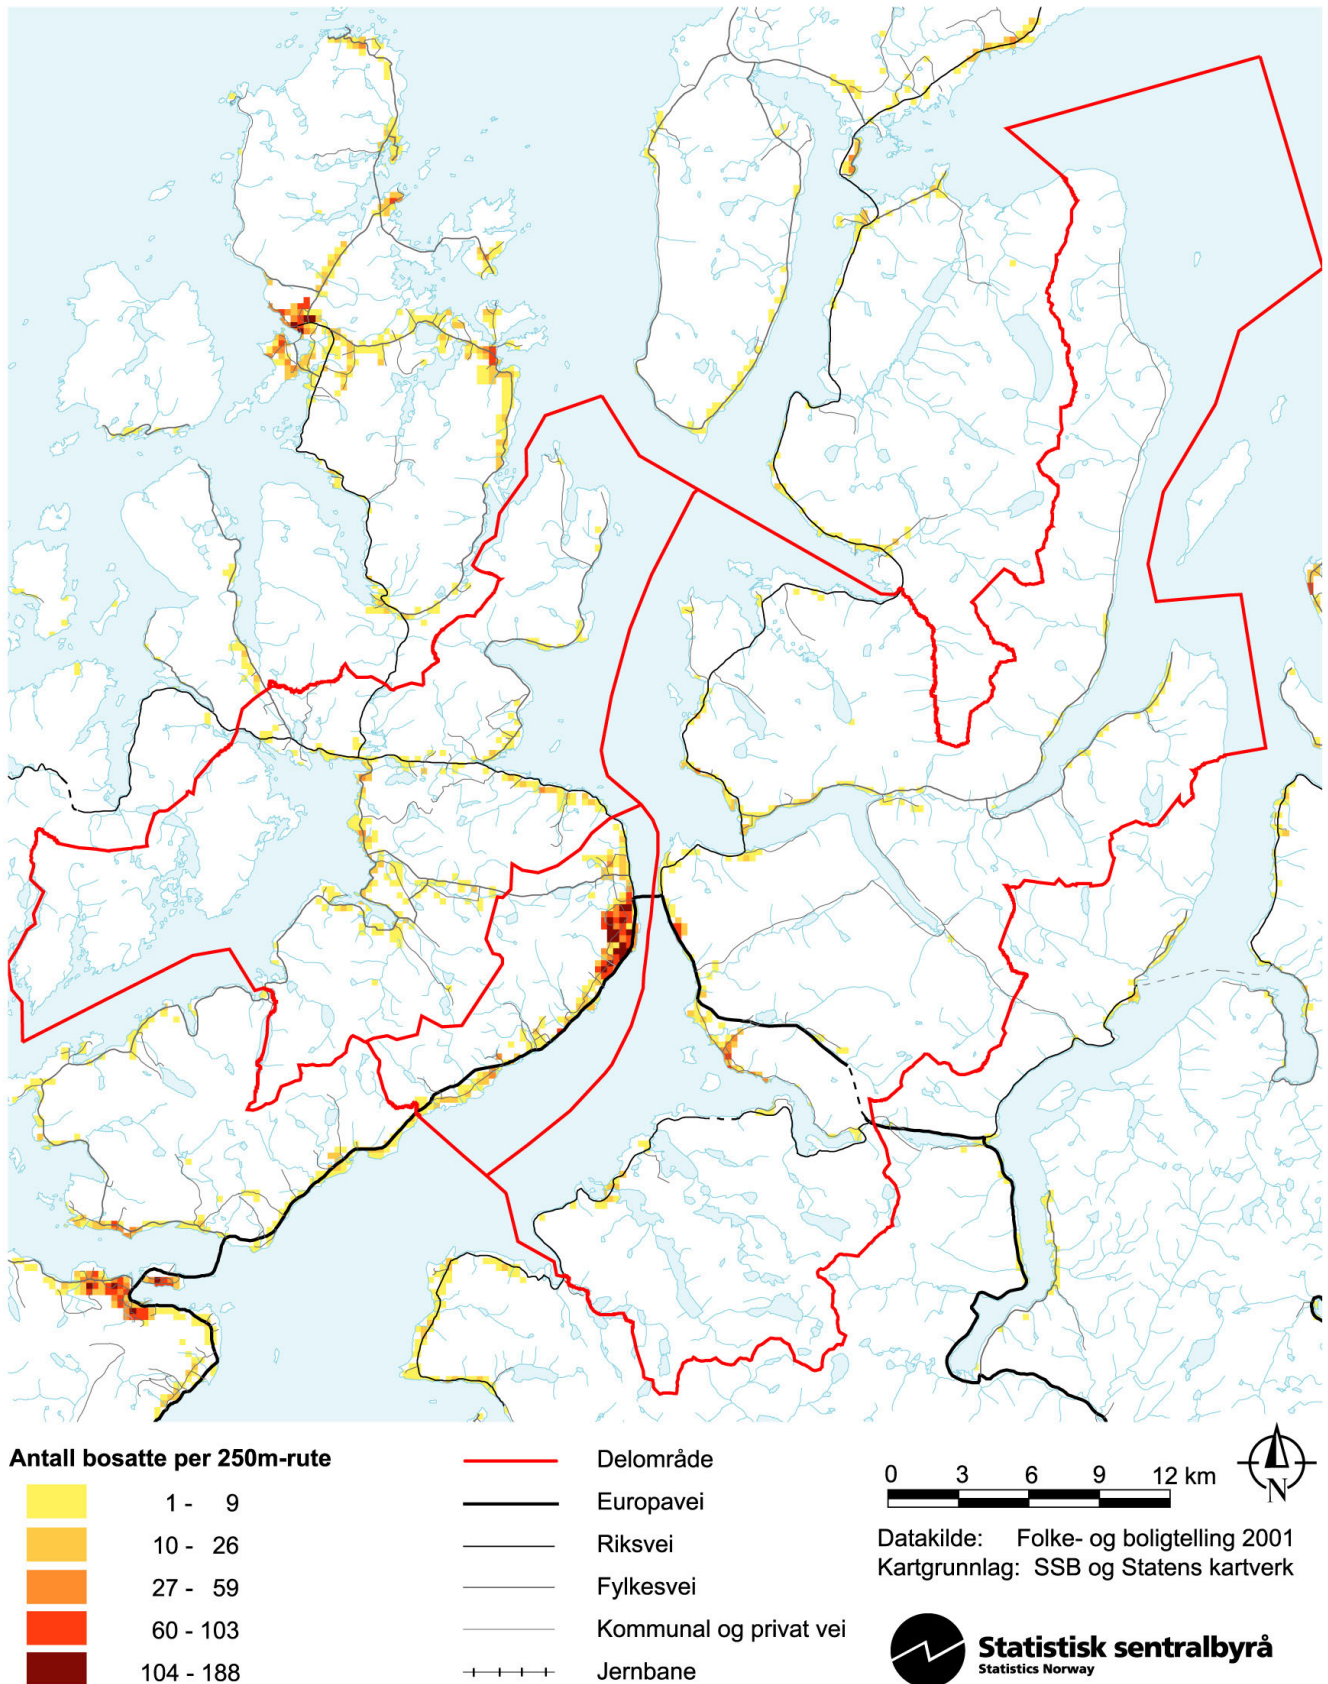 Antall bosatte per 250m-rute
1 - 9
10 - 26
27 - 59
60 - 103
104 - 188
Delområde
Europavei
Riksvei
Fylkesvei
Kommunal og privat vei
Jernbane
0 3 6 9 12 km
N
Datakilde: Folke- og boligtelling 2001
Kartgrunnlag: SSB og Statens kartverk
Statistisk sentralbyrå
Statistics Norway